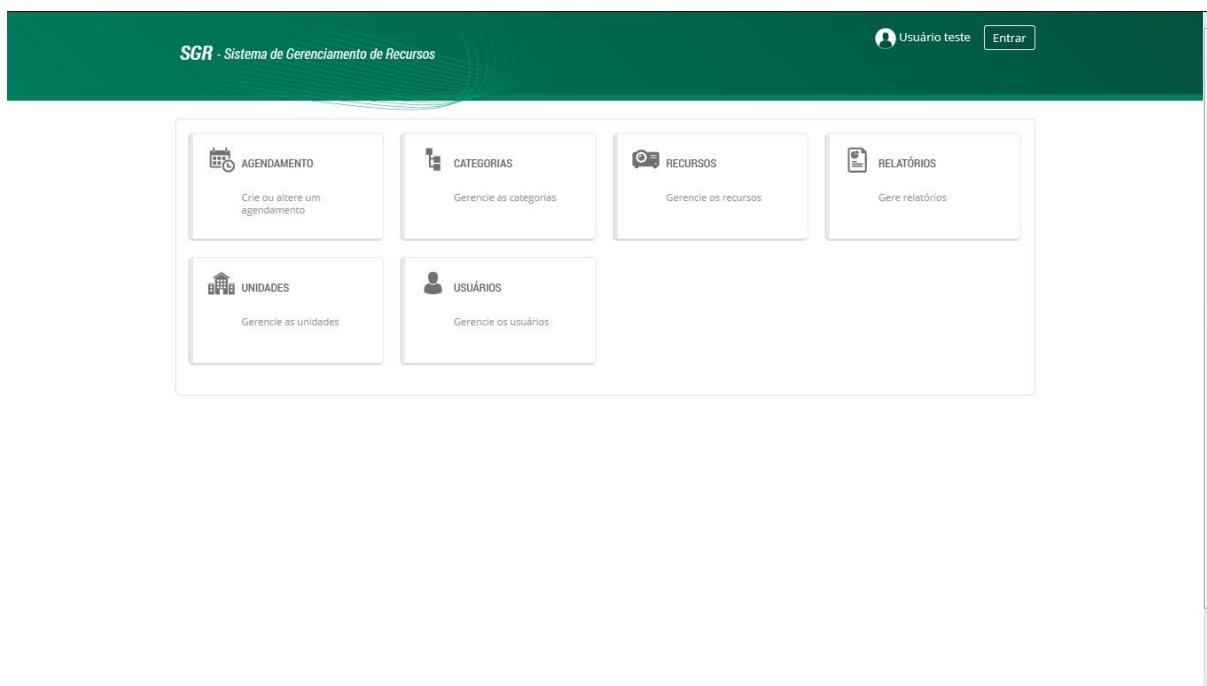 SGR - Sistema de Gerenciamento de Recursos
Usuário teste
Entrar
AGENDAMENTO
Crie ou altere um
agendamento
CATEGORIAS
Gerencie as categorias
RECURSOS
Gerencie os recursos
RELATÓRIOS
Gere relatórios
UNIDADES
Gerencie as unidades
USUÁRIOS
Gerencie os usuários